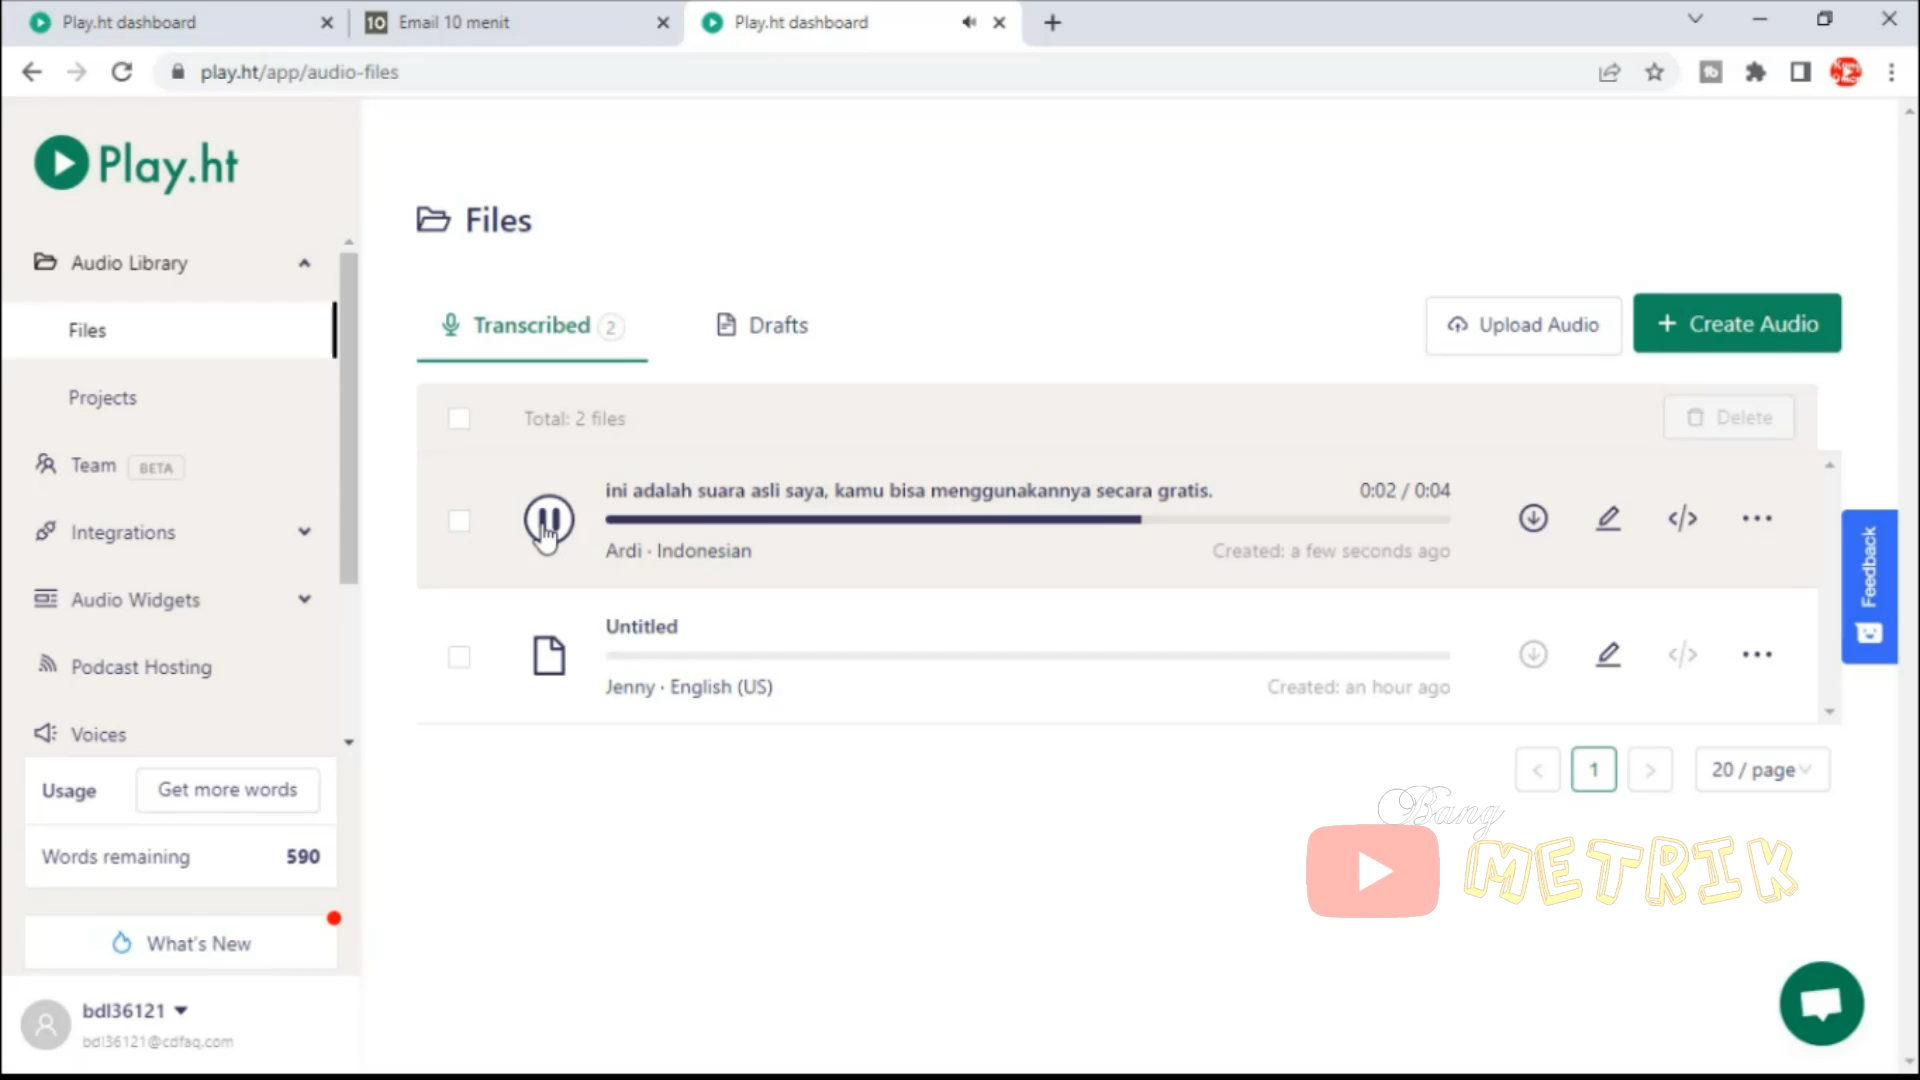 Play.ht dashboard
10 Email 10 menit
Play.ht dashboard
play.ht/app/audio-files
Play.ht
Files
Audio Library
Files
Projects
Team BETA
Integrations
Audio Widgets
Podcast Hosting
Voices
Usage Get more words
Words remaining 590
What's New
bdl36121
bdl36121@cdfaq.com
Transcribed 2
Drafts
Upload Audio
+ Create Audio
Total: 2 files
Delete
ini adalah suara asli saya, kamu bisa menggunakannya secara gratis. 0:02 / 0:04
Ardi · Indonesian Created: a few seconds ago
Untitled
Jenny · English (US) Created: an hour ago
Feedback
< 1 > 20 / page
Bang
METRIK